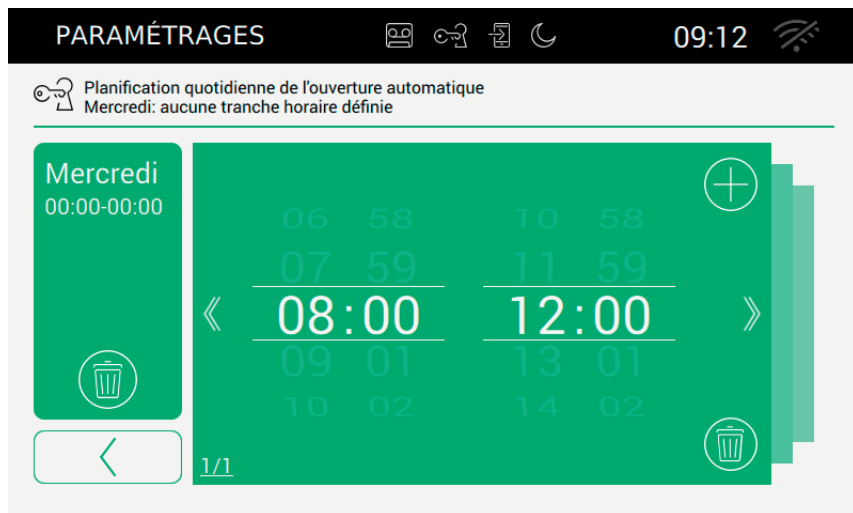 PARAMÉTRAGES 09:12
Planification quotidienne de l'ouverture automatique
Mercredi: aucune tranche horaire définie
Mercredi
00:00-00:00
06 58 10 58
07 59 11 59
08:00 12:00
09 01 13 01
10 02 14 02
1/1